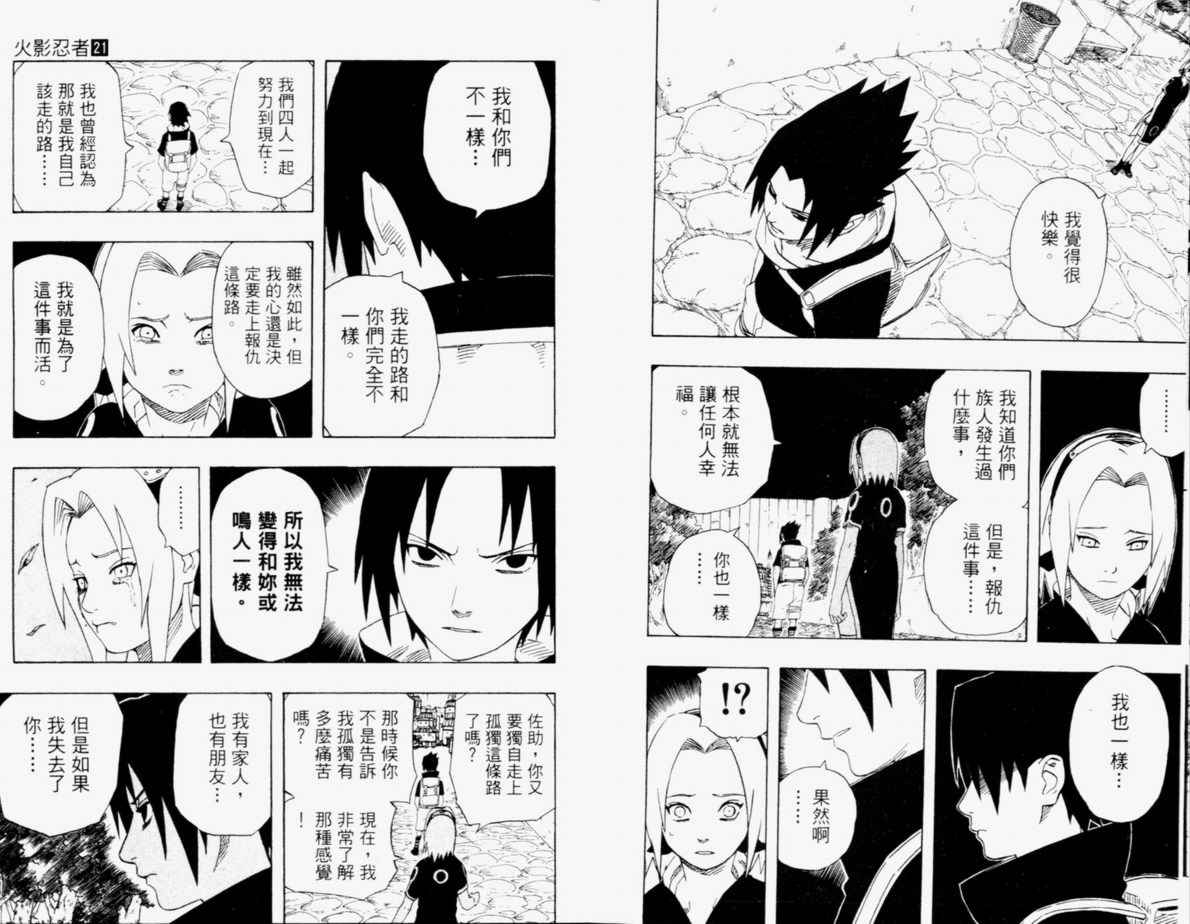 我覺得很
快樂。
………
我知道你們
族人發生過
什麼事，
但是，報仇
這件事……
根本就無法
讓任何人幸
福。
你也一樣
……
我也一樣…
果然啊
……
!?
火影忍者21
我和你們
不一樣…
我走的路和
你們完全不
一樣。
我們四人一起
努力到現在…
我也曾經認為
那就是我自己
該走的路……
雖然如此，但
我的心還是決
定要走上報仇
這條路。
我就是為了
這件事而活。
所以我無法
變得和妳或
鳴人一樣。
………
佐助，你又
要獨自走上
孤獨這條路
了嗎？
那時候你
不是告訴
我孤獨有
多麼痛苦
嗎？
現在，我
非常了解
那種感覺
！
我有家人，
也有朋友…
但是如果
我失去了
你……